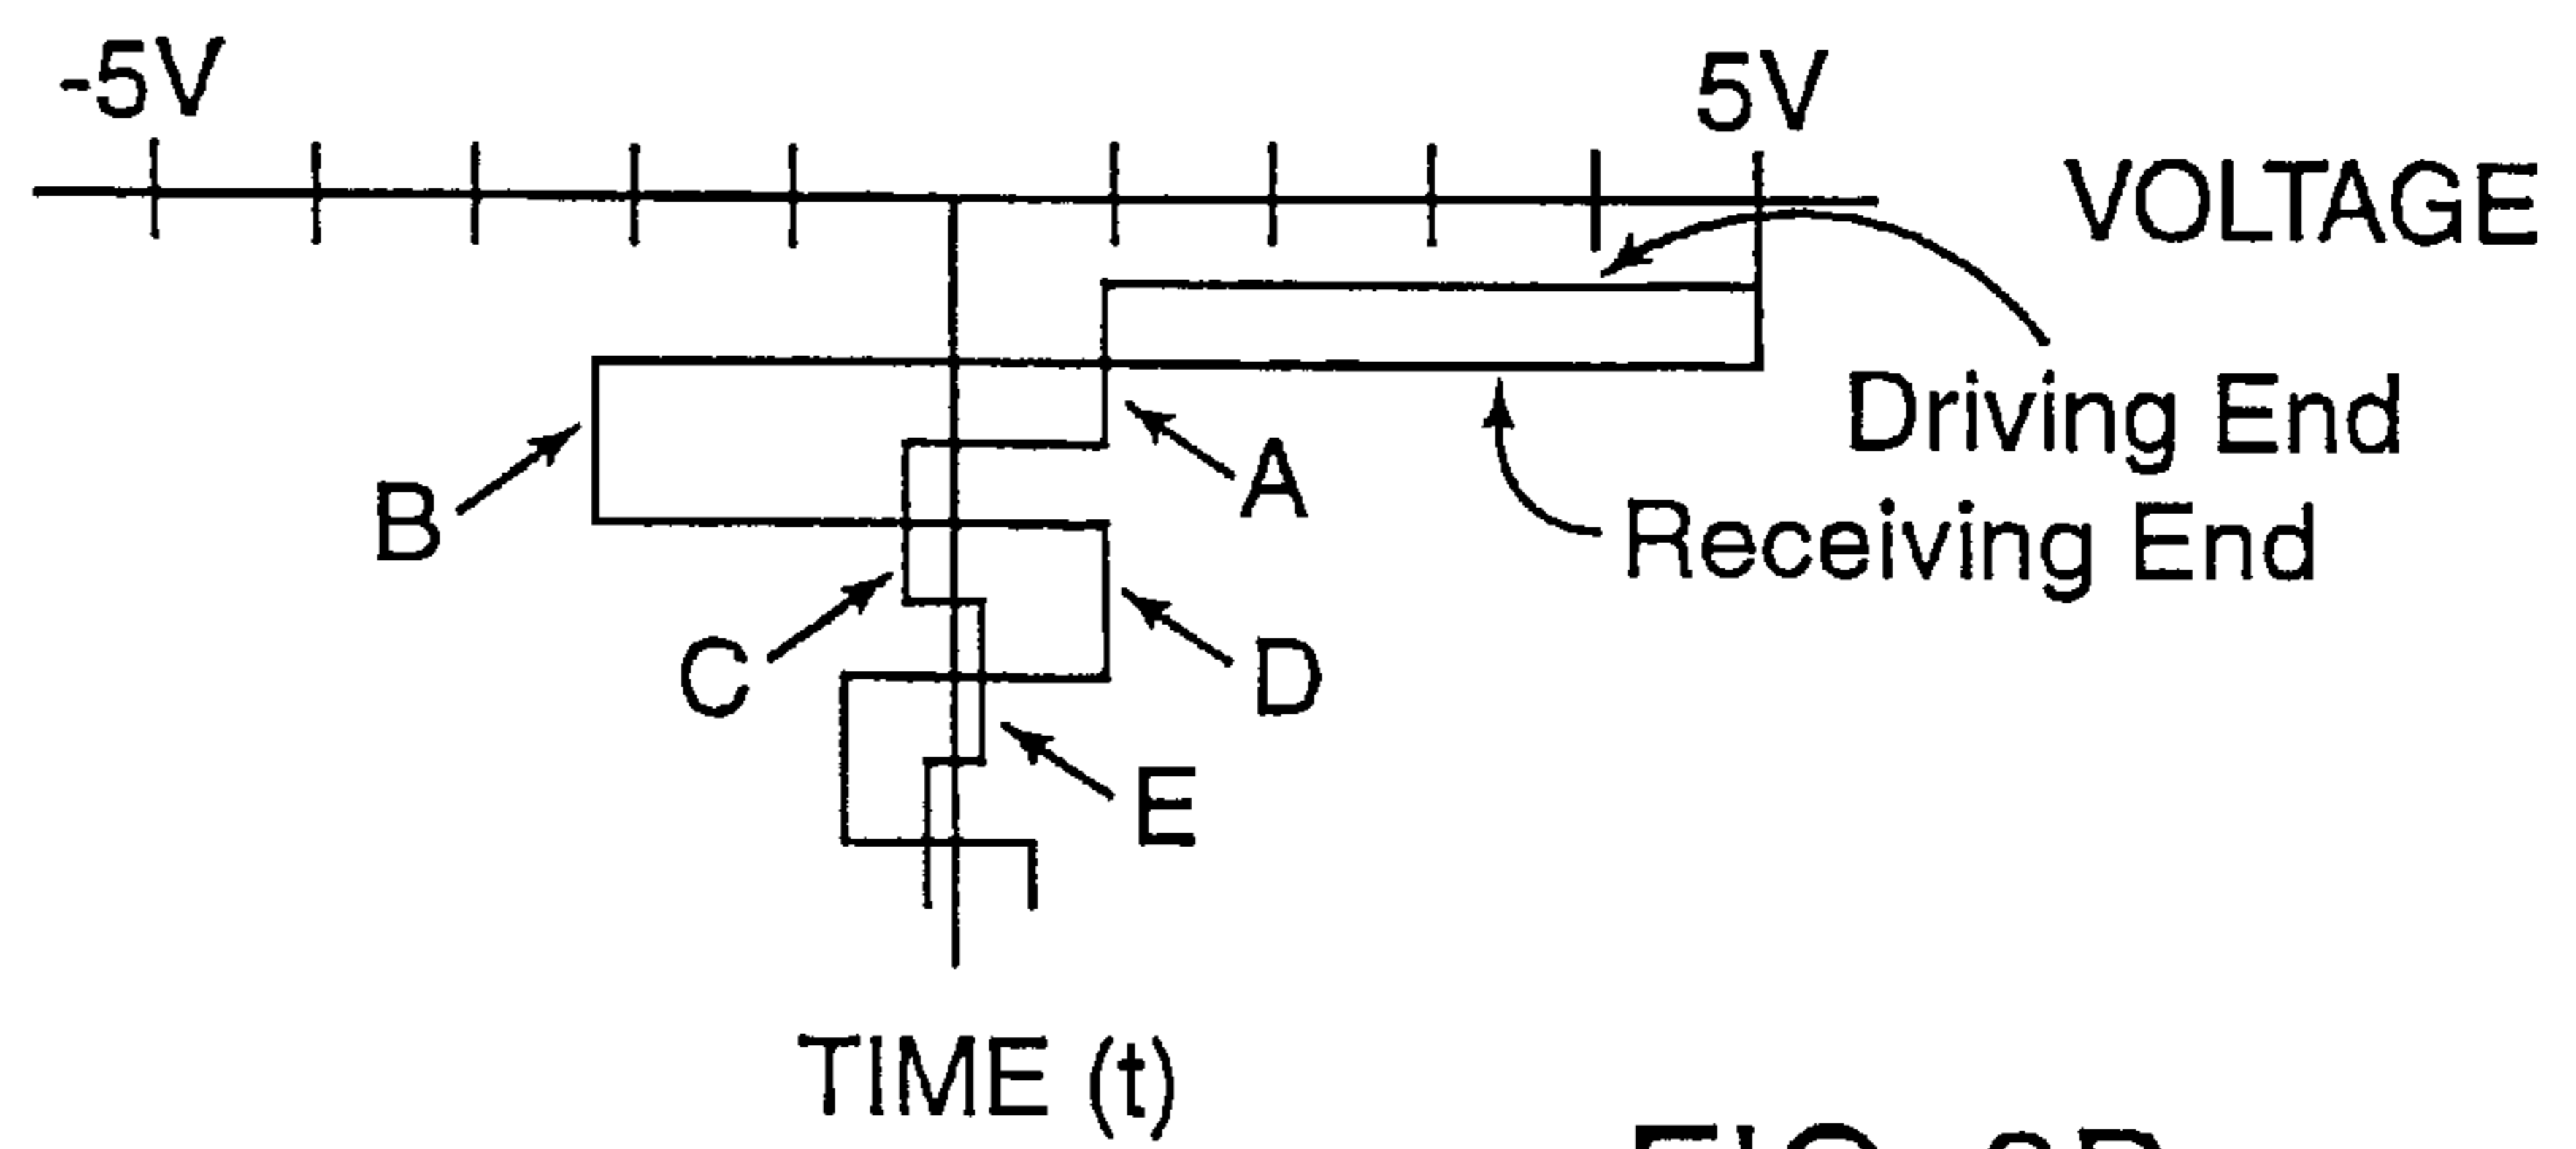 -5V
5V
VOLTAGE
Driving End
Receiving End
A
B
C
D
E
TIME (t)